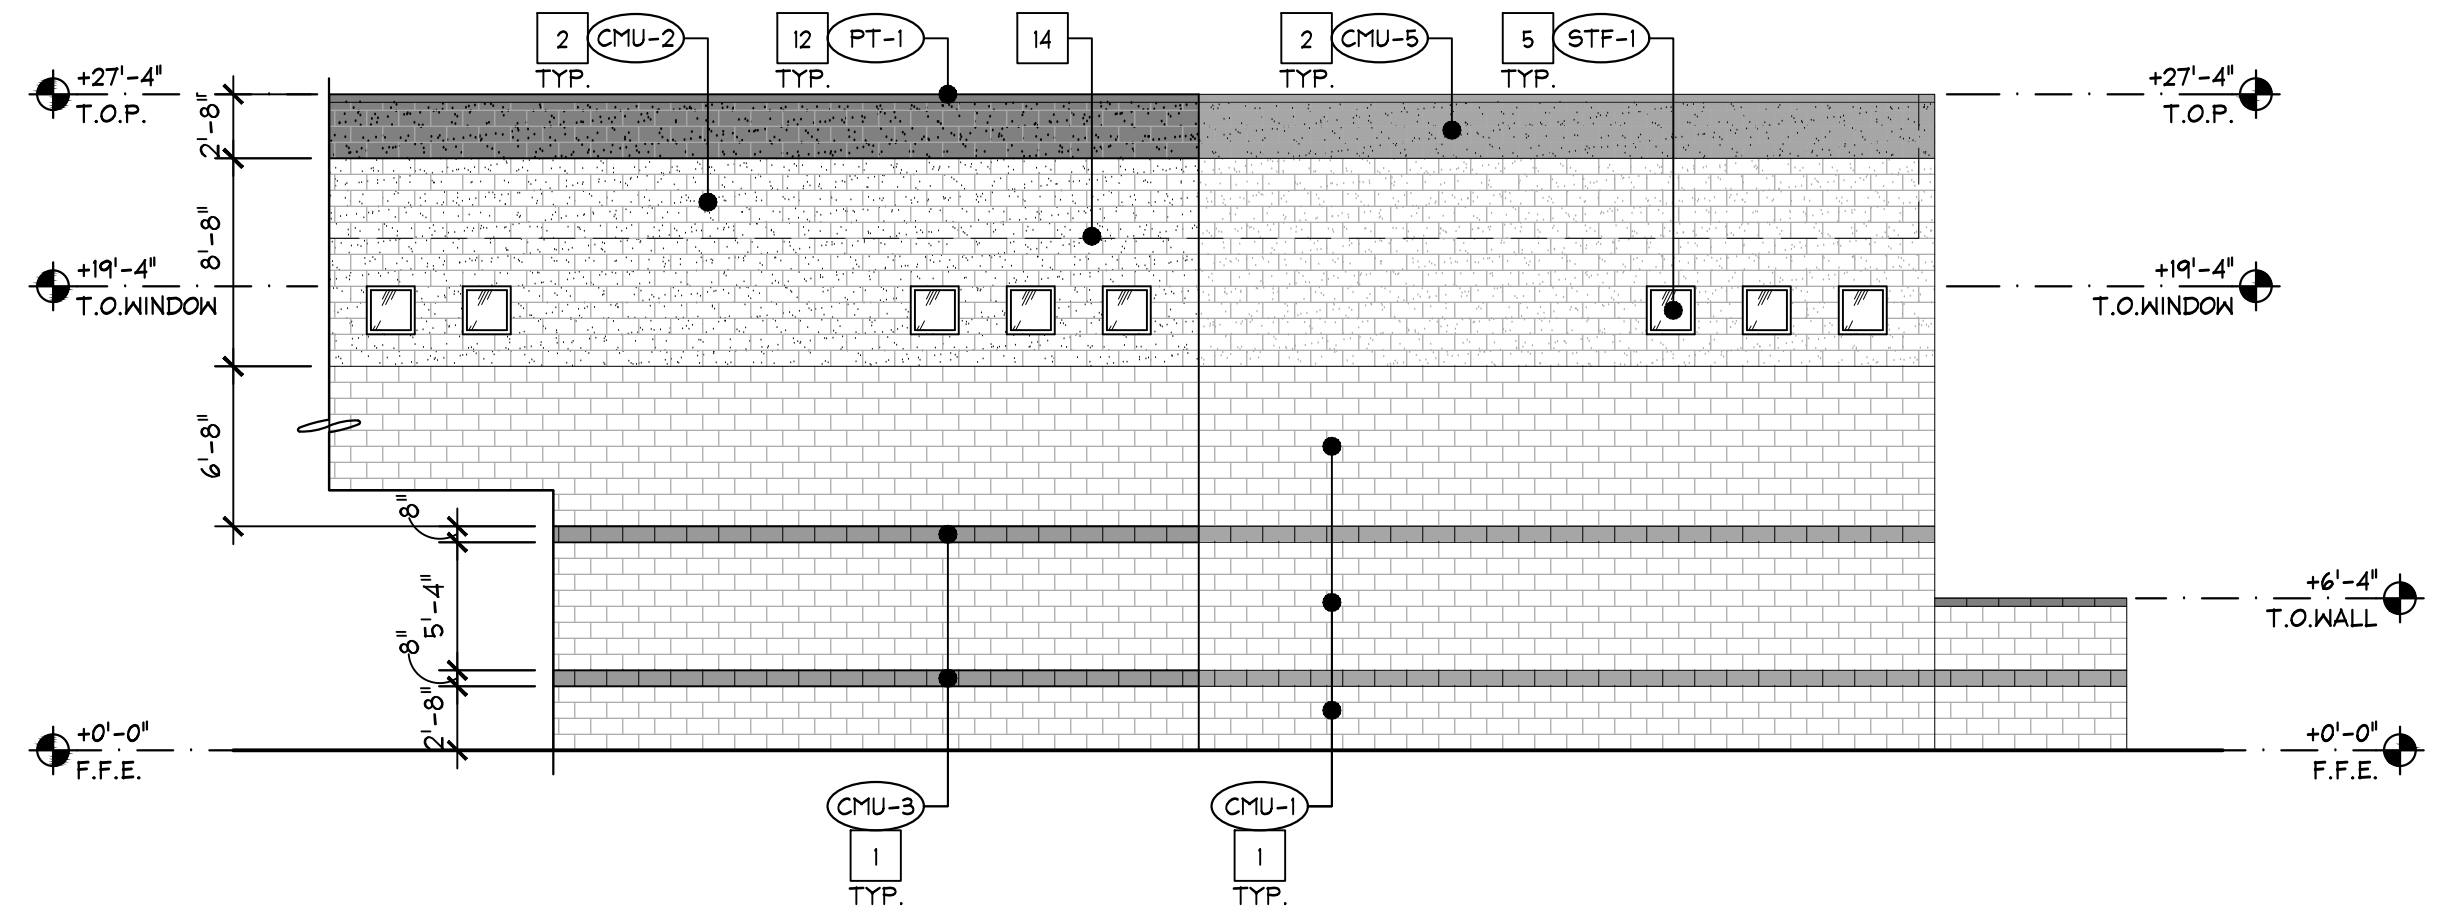 2 CMU-2
TYP.
12 PT-1
TYP.
14
2 CMU-5
TYP.
5 STF-1
TYP.
+27'-4"
T.O.P.
+27'-4"
T.O.P.
2'-8"
8'-8"
+19'-4"
T.O.WINDOW
+19'-4"
T.O.WINDOW
6'-8"
8"
5'-4"
8"
2'-8"
+6'-4"
T.O.WALL
+0'-0"
F.F.E.
+0'-0"
F.F.E.
CMU-3
1
TYP.
CMU-1
1
TYP.